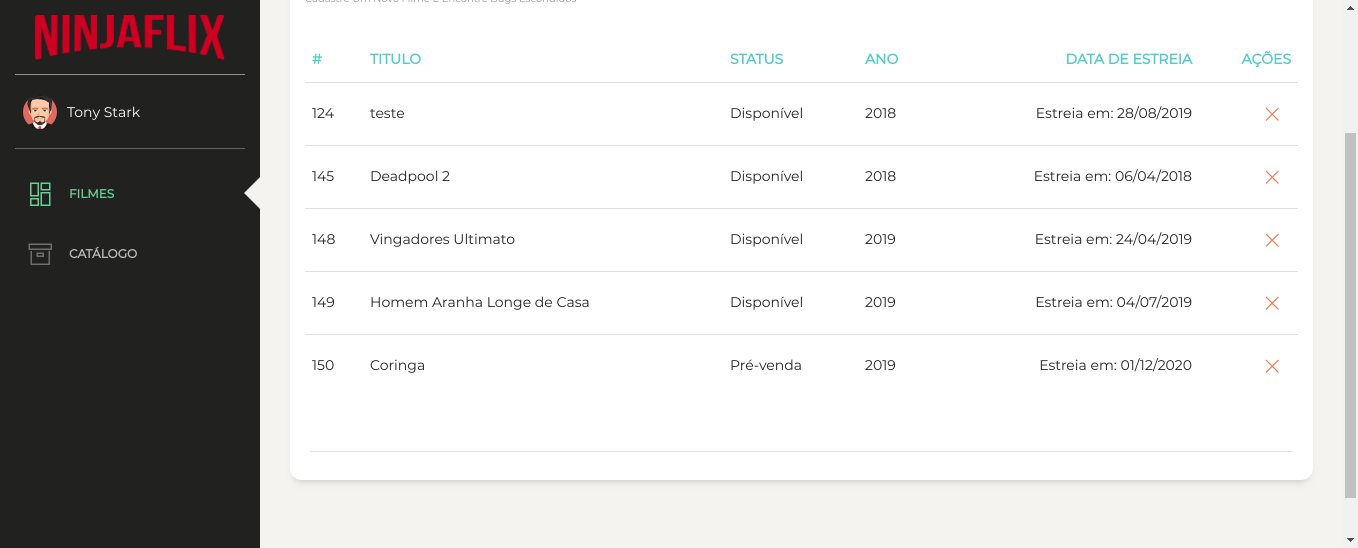 NINJAFLIX
Tony Stark
FILMES
CATÁLOGO
Cadastre Um Novo Filme E Encontre Bugs Escondidos
# TITULO STATUS ANO DATA DE ESTREIA AÇÕES
124 teste Disponível 2018 Estreia em: 28/08/2019
145 Deadpool 2 Disponível 2018 Estreia em: 06/04/2018
148 Vingadores Ultimato Disponível 2019 Estreia em: 24/04/2019
149 Homem Aranha Longe de Casa Disponível 2019 Estreia em: 04/07/2019
150 Coringa Pré-venda 2019 Estreia em: 01/12/2020